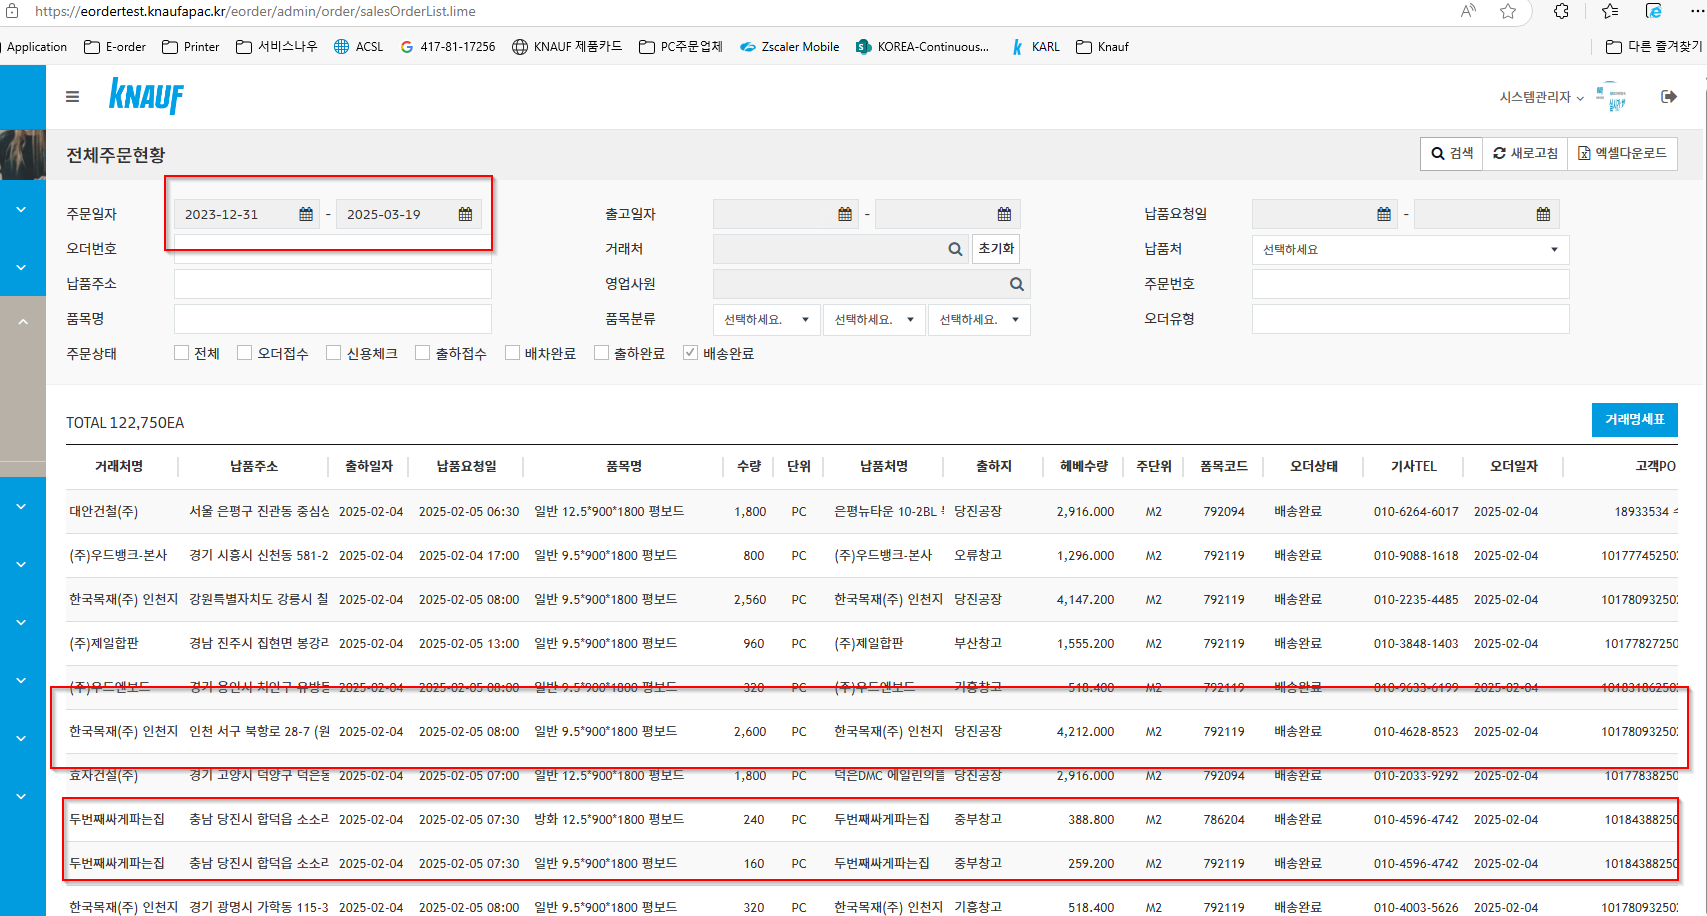 https://eordertest.knaufapac.kr/eorder/admin/order/salesOrderList.lime
Application E-order Printer 서비스나우 ACSL 417-81-17256 KNAUF 제품카드 PC주문업체 Zscaler Mobile KOREA-Continuous... KARL Knauf 다른 즐겨찾기
KNAUF 시스템관리자
전체주문현황 검색 새로고침 엑셀다운로드
주문일자 2023-12-31 - 2025-03-19 출고일자 - 납품요청일 -
오더번호 거래처 초기화 납품처 선택하세요
납품주소 영업사원 주문번호
품목명 품목분류 선택하세요. 선택하세요. 선택하세요. 오더유형
주문상태 전체 오더접수 신용체크 출하접수 배차완료 출하완료 배송완료
TOTAL 122,750EA 거래명세표
거래처명 납품주소 출하일자 납품요청일 품목명 수량 단위 납품처명 출하지 헤베수량 주단위 품목코드 오더상태 기사TEL 오더일자 고객PO
대안건철(주) 서울 은평구 진관동 중심상 2025-02-04 2025-02-05 06:30 일반 12.5*900*1800 평보드 1,800 PC 은평뉴타운 10-2BL 당진공장 2,916.000 M2 792094 배송완료 010-6264-6017 2025-02-04 18933534
(주)우드뱅크-본사 경기 시흥시 신천동 581-2 2025-02-04 2025-02-04 17:00 일반 9.5*900*1800 평보드 800 PC (주)우드뱅크-본사 오류창고 1,296.000 M2 792119 배송완료 010-9088-1618 2025-02-04 101777452502
한국목재(주) 인천지 강원특별자치도 강릉시 칠 2025-02-04 2025-02-05 08:00 일반 9.5*900*1800 평보드 2,560 PC 한국목재(주) 인천지 당진공장 4,147.200 M2 792119 배송완료 010-2235-4485 2025-02-04 101780932502
(주)제일합판 경남 진주시 집현면 봉강리 2025-02-04 2025-02-05 13:00 일반 9.5*900*1800 평보드 960 PC (주)제일합판 부산창고 1,555.200 M2 792119 배송완료 010-3848-1403 2025-02-04 10177827250
(주)우드앤보드 경기 용인시 처인구 유방동 2025-02-04 2025-02-05 08:00 일반 9.5*900*1800 평보드 320 PC (주)우드앤보드 기흥창고 518.400 M2 792119 배송완료 010-9633-6199 2025-02-04 101831862502
한국목재(주) 인천지 인천 서구 북항로 28-7 (원 2025-02-04 2025-02-05 08:00 일반 9.5*900*1800 평보드 2,600 PC 한국목재(주) 인천지 당진공장 4,212.000 M2 792119 배송완료 010-4628-8523 2025-02-04 101780932502
효자건설(주) 경기 고양시 덕양구 덕은동 2025-02-04 2025-02-05 07:00 일반 12.5*900*1800 평보드 1,800 PC 덕은DMC 에일린의뜰 당진공장 2,916.000 M2 792094 배송완료 010-2033-9292 2025-02-04 10177838250
두번째싸게파는집 충남 당진시 합덕읍 소소리 2025-02-04 2025-02-05 07:30 방화 12.5*900*1800 평보드 240 PC 두번째싸게파는집 중부창고 388.800 M2 786204 배송완료 010-4596-4742 2025-02-04 10184388250
두번째싸게파는집 충남 당진시 합덕읍 소소리 2025-02-04 2025-02-05 07:30 일반 9.5*900*1800 평보드 160 PC 두번째싸게파는집 중부창고 259.200 M2 792119 배송완료 010-4596-4742 2025-02-04 10184388250
한국목재(주) 인천지 경기 광명시 가학동 115-3 2025-02-04 2025-02-05 08:00 일반 9.5*900*1800 평보드 320 PC 한국목재(주) 인천지 기흥창고 518.400 M2 792119 배송완료 010-4003-5626 2025-02-04 101780932502